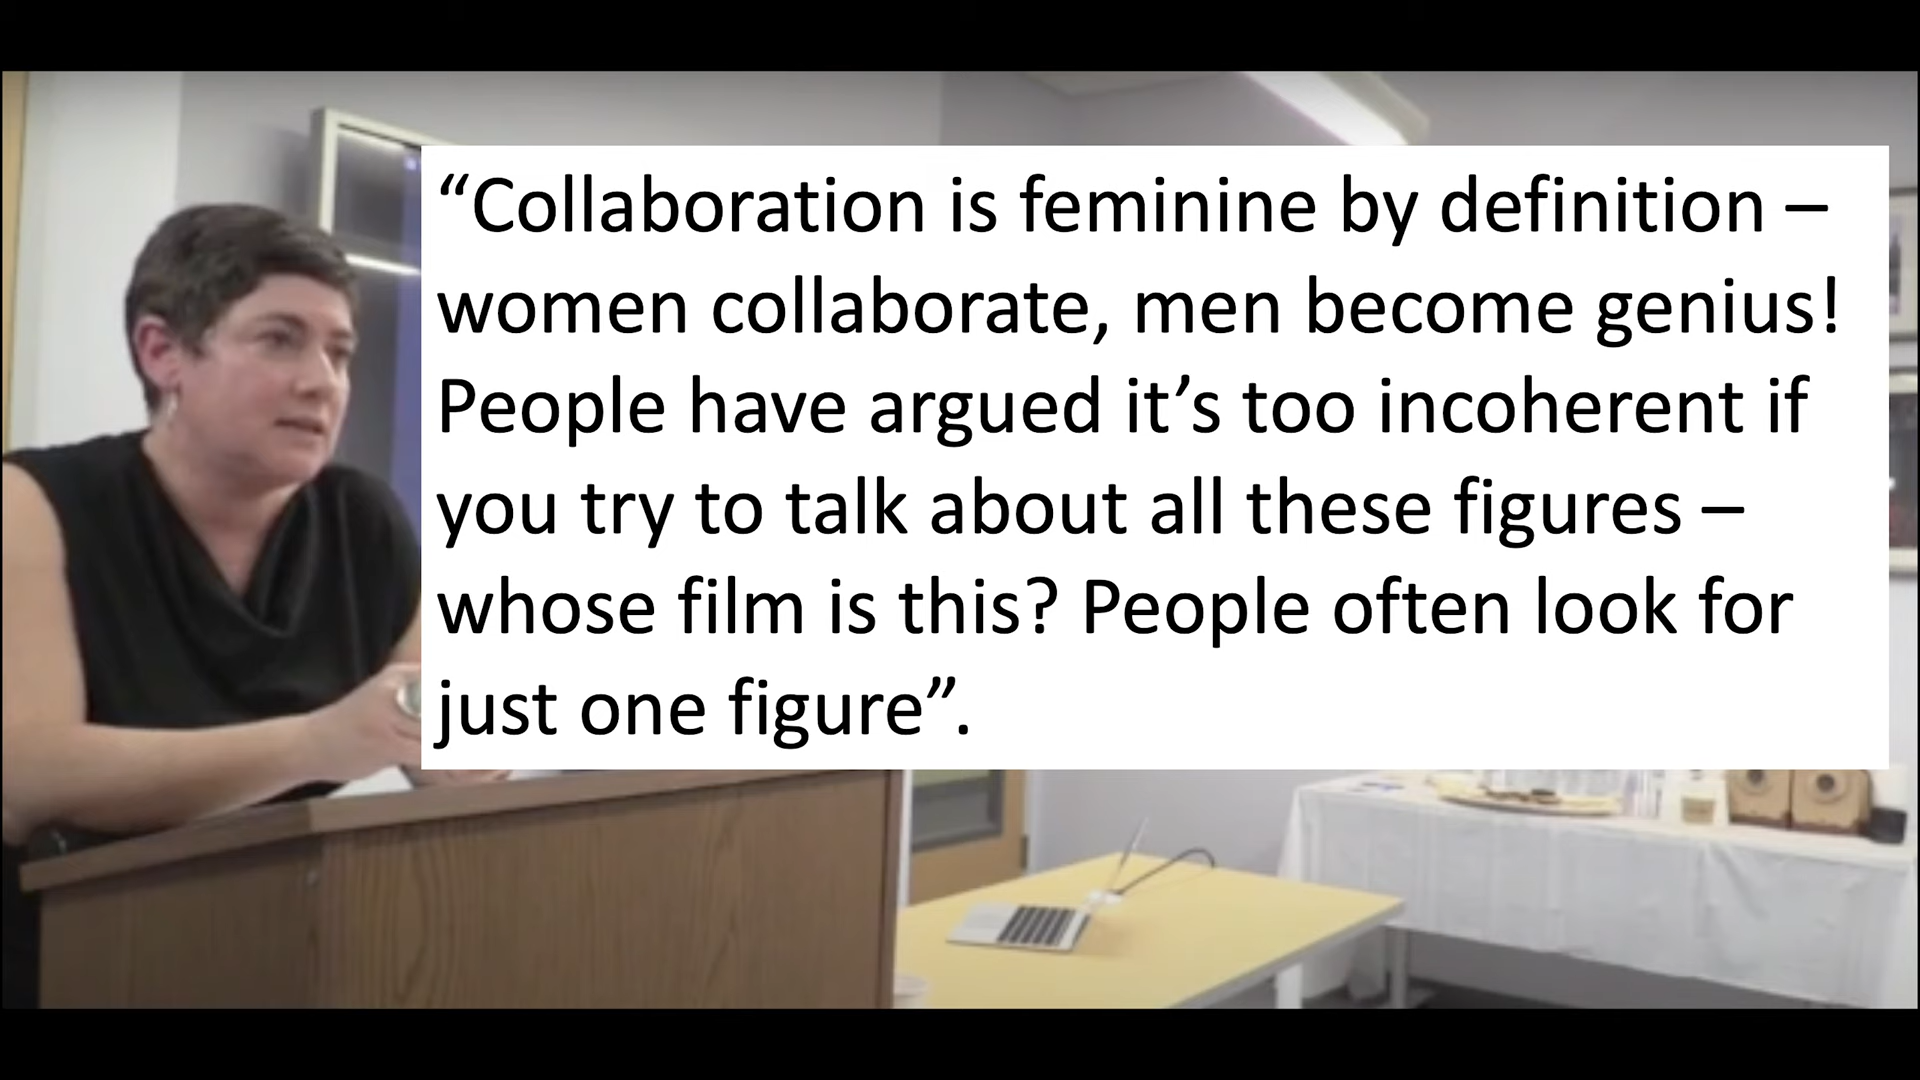 “Collaboration is feminine by definition –
women collaborate, men become genius!
People have argued it’s too incoherent if
you try to talk about all these figures –
whose film is this? People often look for
just one figure”.